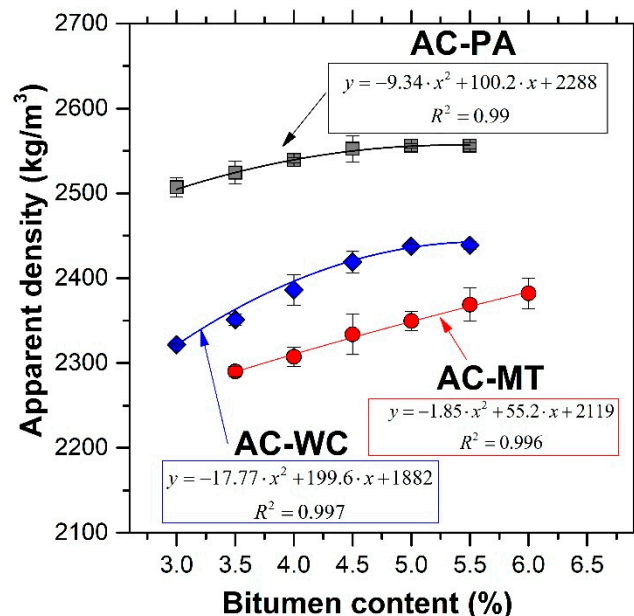 2700
2600
2500
2400
2300
2200
2100
Apparent density (kg/m³)
AC-PA
y = −9.34·x² +100.2·x+2288
R² = 0.99
AC-MT
y = −1.85·x² +55.2·x+2119
R² = 0.996
AC-WC
y = −17.77·x² +199.6·x+1882
R² = 0.997
3.0 3.5 4.0 4.5 5.0 5.5 6.0 6.5
Bitumen content (%)